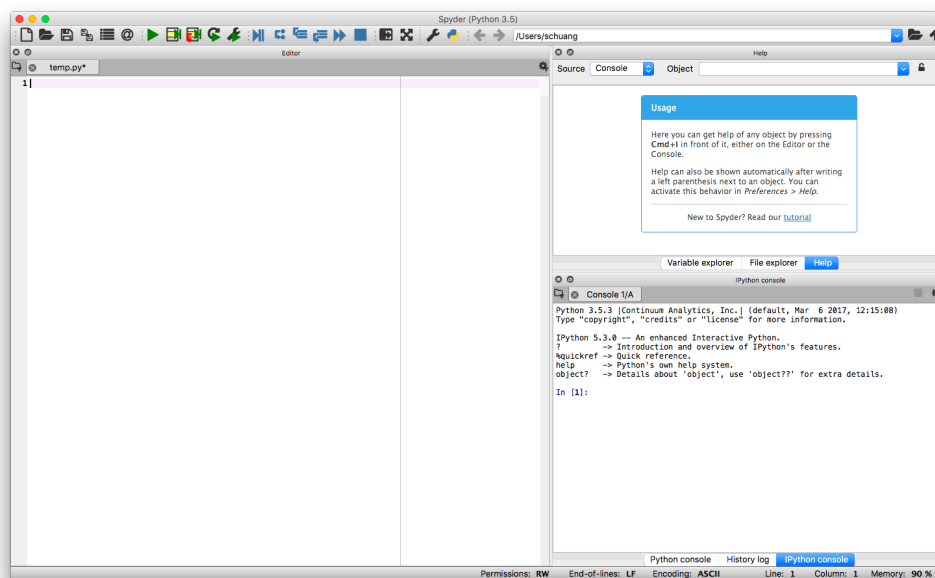 Spyder (Python 3.5)
/Users/schuang
Editor
temp.py*
1
Help
Source Console Object
Usage
Here you can get help of any object by pressing
Cmd+I in front of it, either on the Editor or the
Console.
Help can also be shown automatically after writing
a left parenthesis next to an object. You can
activate this behavior in Preferences > Help.
New to Spyder? Read our tutorial
Variable explorer File explorer Help
IPython console
Console 1/A
Python 3.5.3 |Continuum Analytics, Inc.| (default, Mar  6 2017, 12:15:08)
Type "copyright", "credits" or "license" for more information.
IPython 5.3.0 -- An enhanced Interactive Python.
?         -> Introduction and overview of IPython's features.
%quickref -> Quick reference.
help      -> Python's own help system.
object?   -> Details about 'object', use 'object??' for extra details.
In [1]:
Python console History log IPython console
Permissions: RW End-of-lines: LF Encoding: ASCII Line: 1 Column: 1 Memory: 90 %